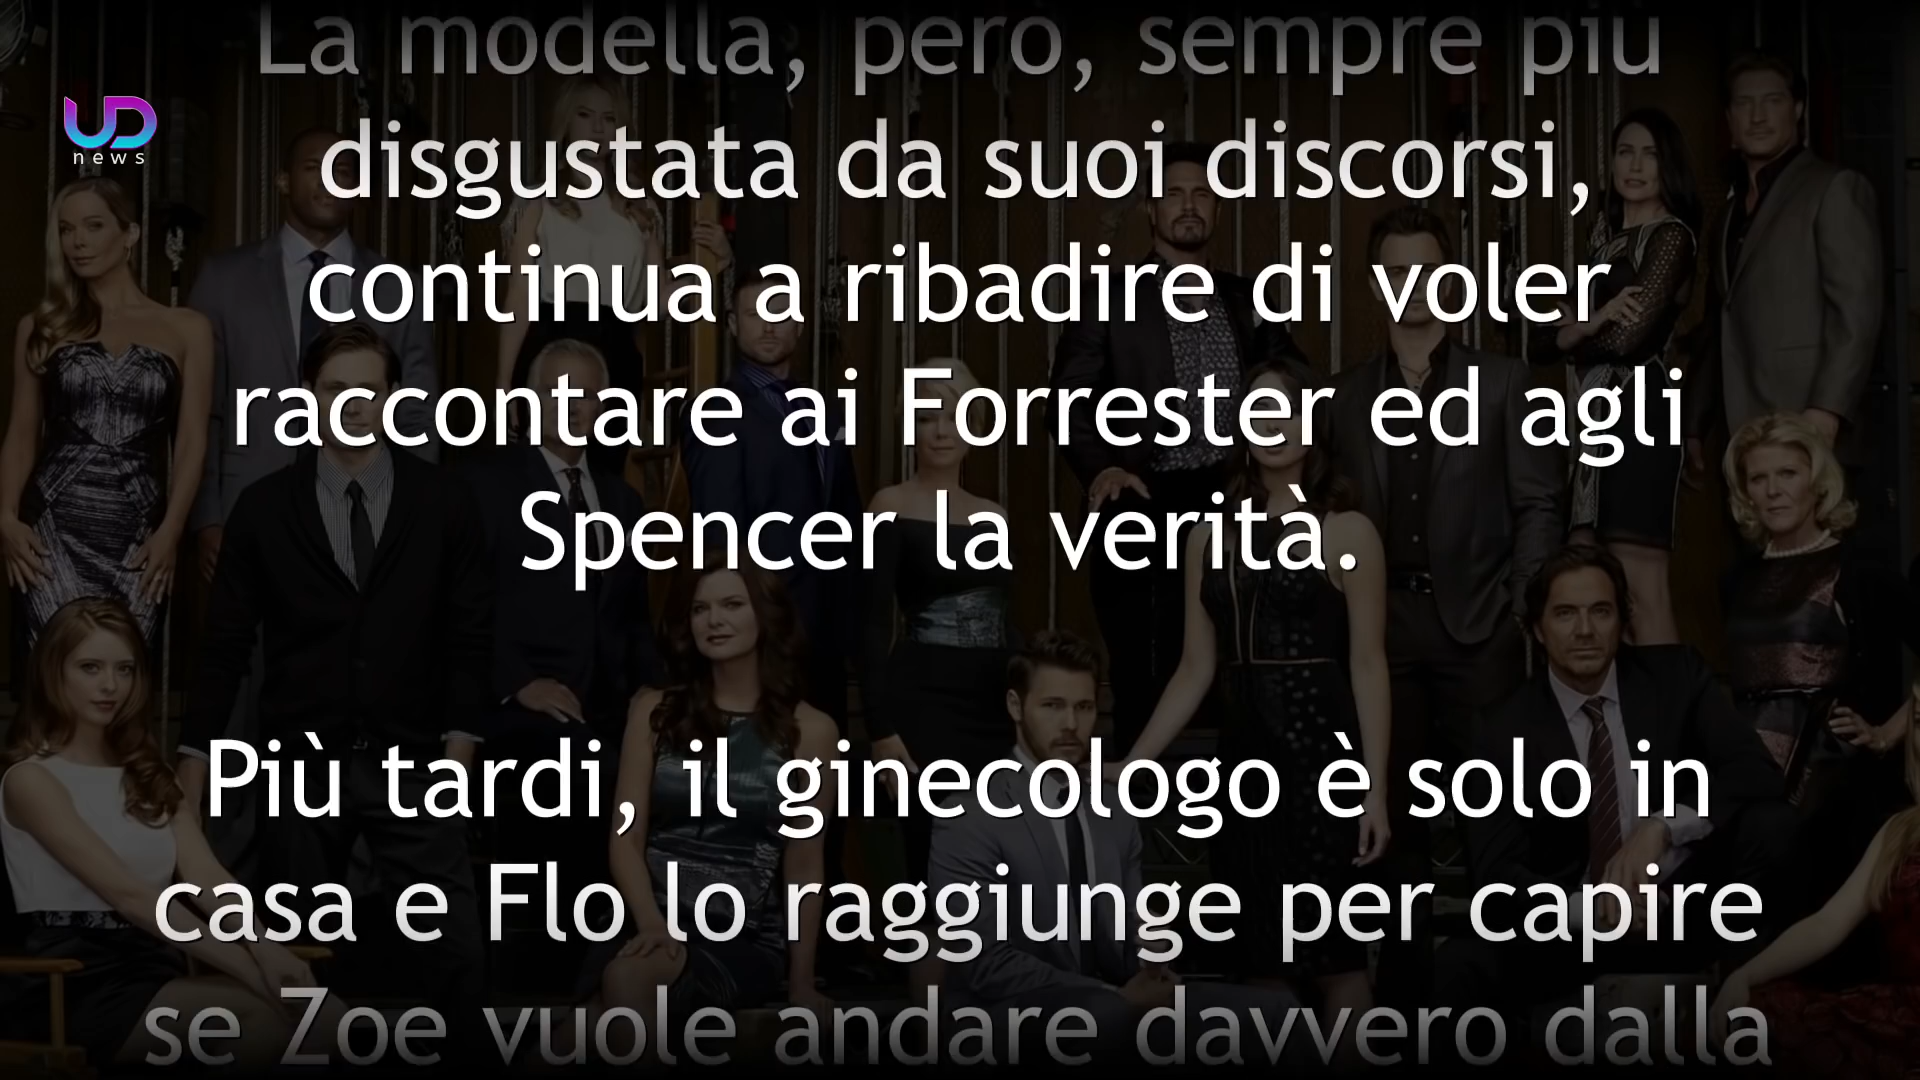 La modella, però, sempre più
UD
news
disgustata da suoi discorsi,
continua a ribadire di voler
raccontare ai Forrester ed agli
Spencer la verità.
Più tardi, il ginecologo è solo in
casa e Flo lo raggiunge per capire
se Zoe vuole andare davvero dalla